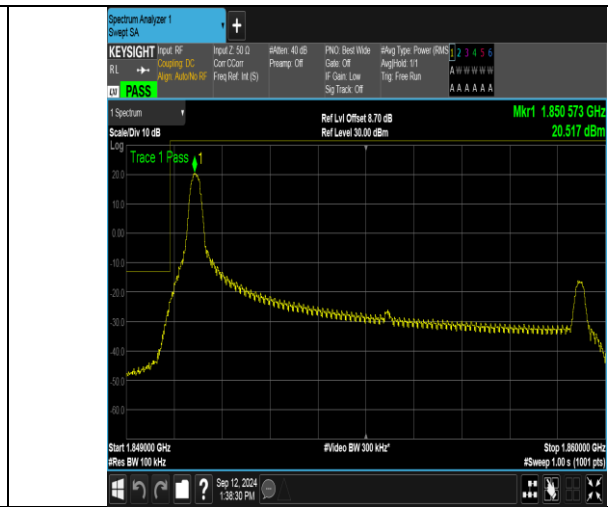 Spectrum Analyzer 1
Swept SA
+
KEYSIGHT Input: RF Input Z: 50 Ω #Atten: 40 dB PNO: Best Wide #Avg Type: Power (RMS 1 2 3 4 5 6
RL Coupling: DC Corr CCorr Preamp: Off Gate: Off Avg|Hold: 1/1 A W W W W W
Align: Auto/No RF Freq Ref: Int (S) IF Gain: Low Trig: Free Run
LXI PASS Sig Track: Off A A A A A A
1 Spectrum Ref Lvl Offset 8.70 dB Mkr1 1.850 573 GHz
Scale/Div 10 dB Ref Level 30.00 dBm 20.517 dBm
Log
Trace 1 Pass 1
20.0
10.0
0.00
-10.0
-20.0
-30.0
-40.0
-50.0
-60.0
Start 1.849000 GHz #Video BW 300 kHz* Stop 1.860000 GHz
#Res BW 100 kHz #Sweep 1.00 s (1001 pts)
? Sep 12, 2024
1:38:30 PM